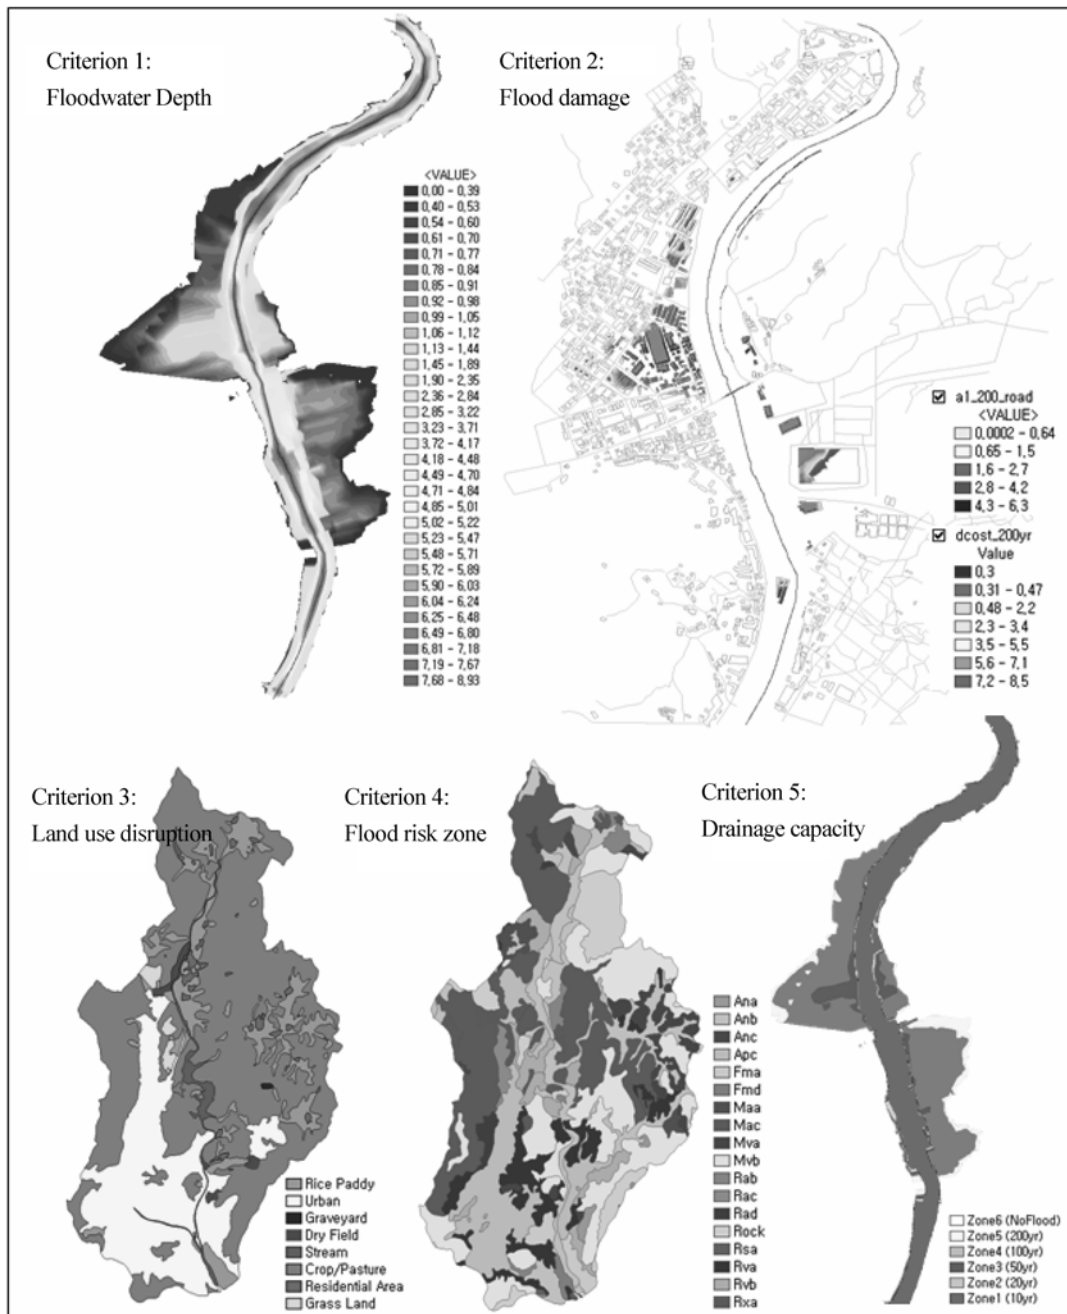 Criterion 1:
Floodwater Depth
<VALUE>
0,00 - 0,39
0,40 - 0,53
0,54 - 0,60
0,61 - 0,70
0,71 - 0,77
0,78 - 0,84
0,85 - 0,91
0,92 - 0,98
0,99 - 1,05
1,06 - 1,12
1,13 - 1,44
1,45 - 1,89
1,90 - 2,35
2,36 - 2,84
2,85 - 3,22
3,23 - 3,71
3,72 - 4,17
4,18 - 4,48
4,49 - 4,70
4,71 - 4,84
4,85 - 5,01
5,02 - 5,22
5,23 - 5,47
5,48 - 5,71
5,72 - 5,89
5,90 - 6,03
6,04 - 6,24
6,25 - 6,48
6,49 - 6,80
6,81 - 7,18
7,19 - 7,67
7,68 - 8,93
Criterion 2:
Flood damage
a1_200_road
<VALUE>
0,0002 - 0,64
0,65 - 1,5
1,6 - 2,7
2,8 - 4,2
4,3 - 6,3
dcost_200yr
Value
0,3
0,31 - 0,47
0,48 - 2,2
2,3 - 3,4
3,5 - 5,5
5,6 - 7,1
7,2 - 8,5
Criterion 3:
Land use disruption
Rice Paddy
Urban
Graveyard
Dry Field
Stream
Crop/Pasture
Residential Area
Grass Land
Criterion 4:
Flood risk zone
Ana
Anb
Anc
Apc
Fma
Fmd
Maa
Mac
Mva
Mvb
Rab
Rac
Rad
Rock
Rsa
Rva
Rvb
Rxa
Criterion 5:
Drainage capacity
Zone6 (NoFlood)
Zone5 (200yr)
Zone4 (100yr)
Zone3 (50yr)
Zone2 (20yr)
Zone1 (10yr)